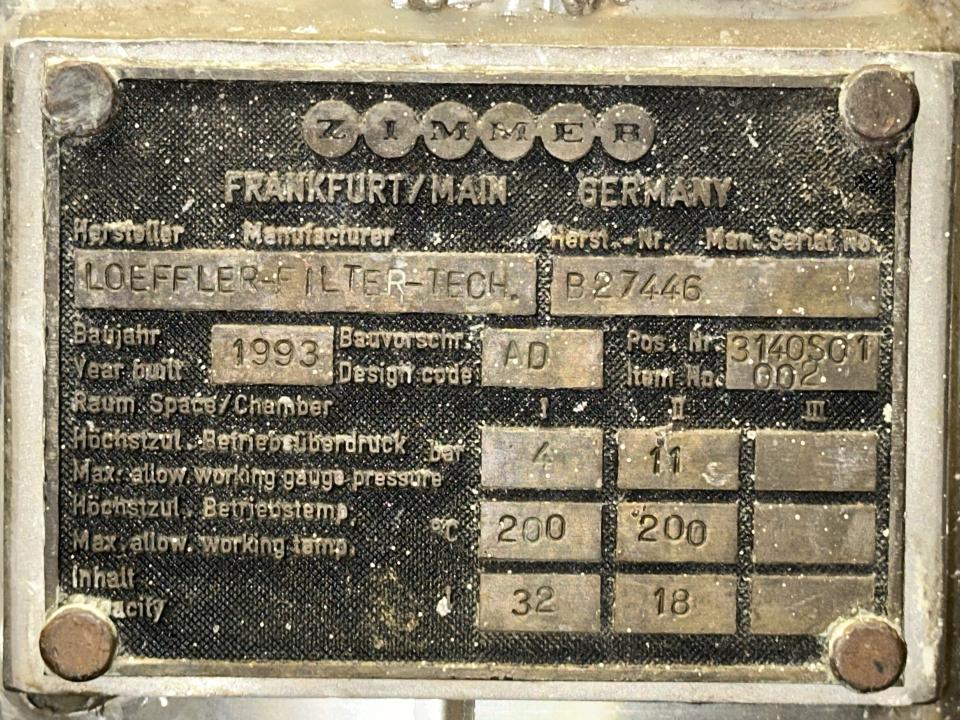 ZIMMER
FRANKFURT/MAIN GERMANY
Hersteller Manufacturer Herst.-Nr. Man. Serial No.
LOEFFLER-FILTER-TECH. B27446
Baujahr 1993 Bauvorschr. AD Pos. Nr. 3140S01
Year built Design code Item No. 002
Raum Space/Chamber I II III
Höchstzul. Betriebsüberdruck bar 4 11
Max. allow. working gauge pressure
Höchstzul. Betriebstemp. °C 200 200
Max. allow. working temp.
Inhalt l 32 18
Capacity